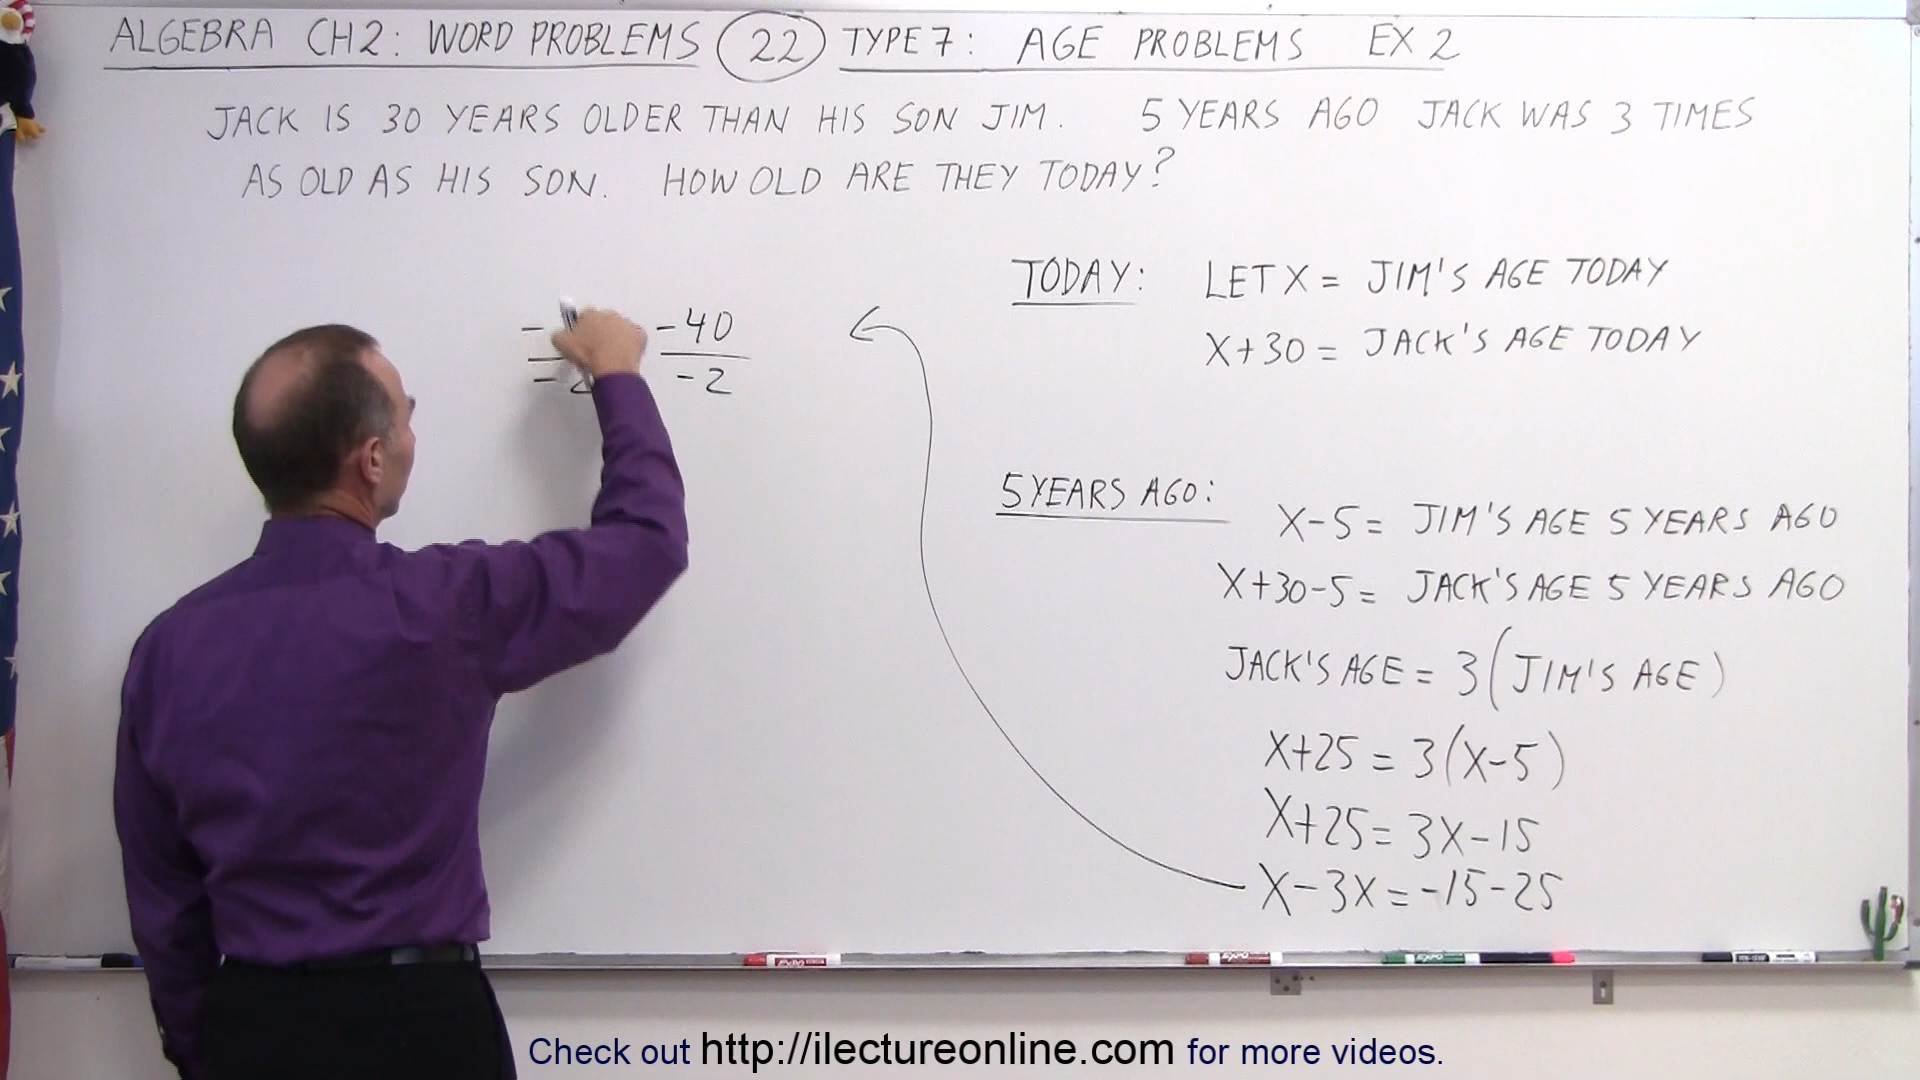 ALGEBRA CH2: WORD PROBLEMS 22 TYPE 7: AGE PROBLEMS EX 2
JACK IS 30 YEARS OLDER THAN HIS SON JIM. 5 YEARS AGO JACK WAS 3 TIMES
AS OLD AS HIS SON. HOW OLD ARE THEY TODAY?
TODAY: LET X = JIM'S AGE TODAY
X+30 = JACK'S AGE TODAY
-40
-2 -2
5 YEARS AGO:
X-5 = JIM'S AGE 5 YEARS AGO
X+30-5 = JACK'S AGE 5 YEARS AGO
JACK'S AGE = 3(JIM'S AGE)
X+25 = 3(X-5)
X+25 = 3X-15
X-3X = -15-25
Check out http://ilectureonline.com for more videos.